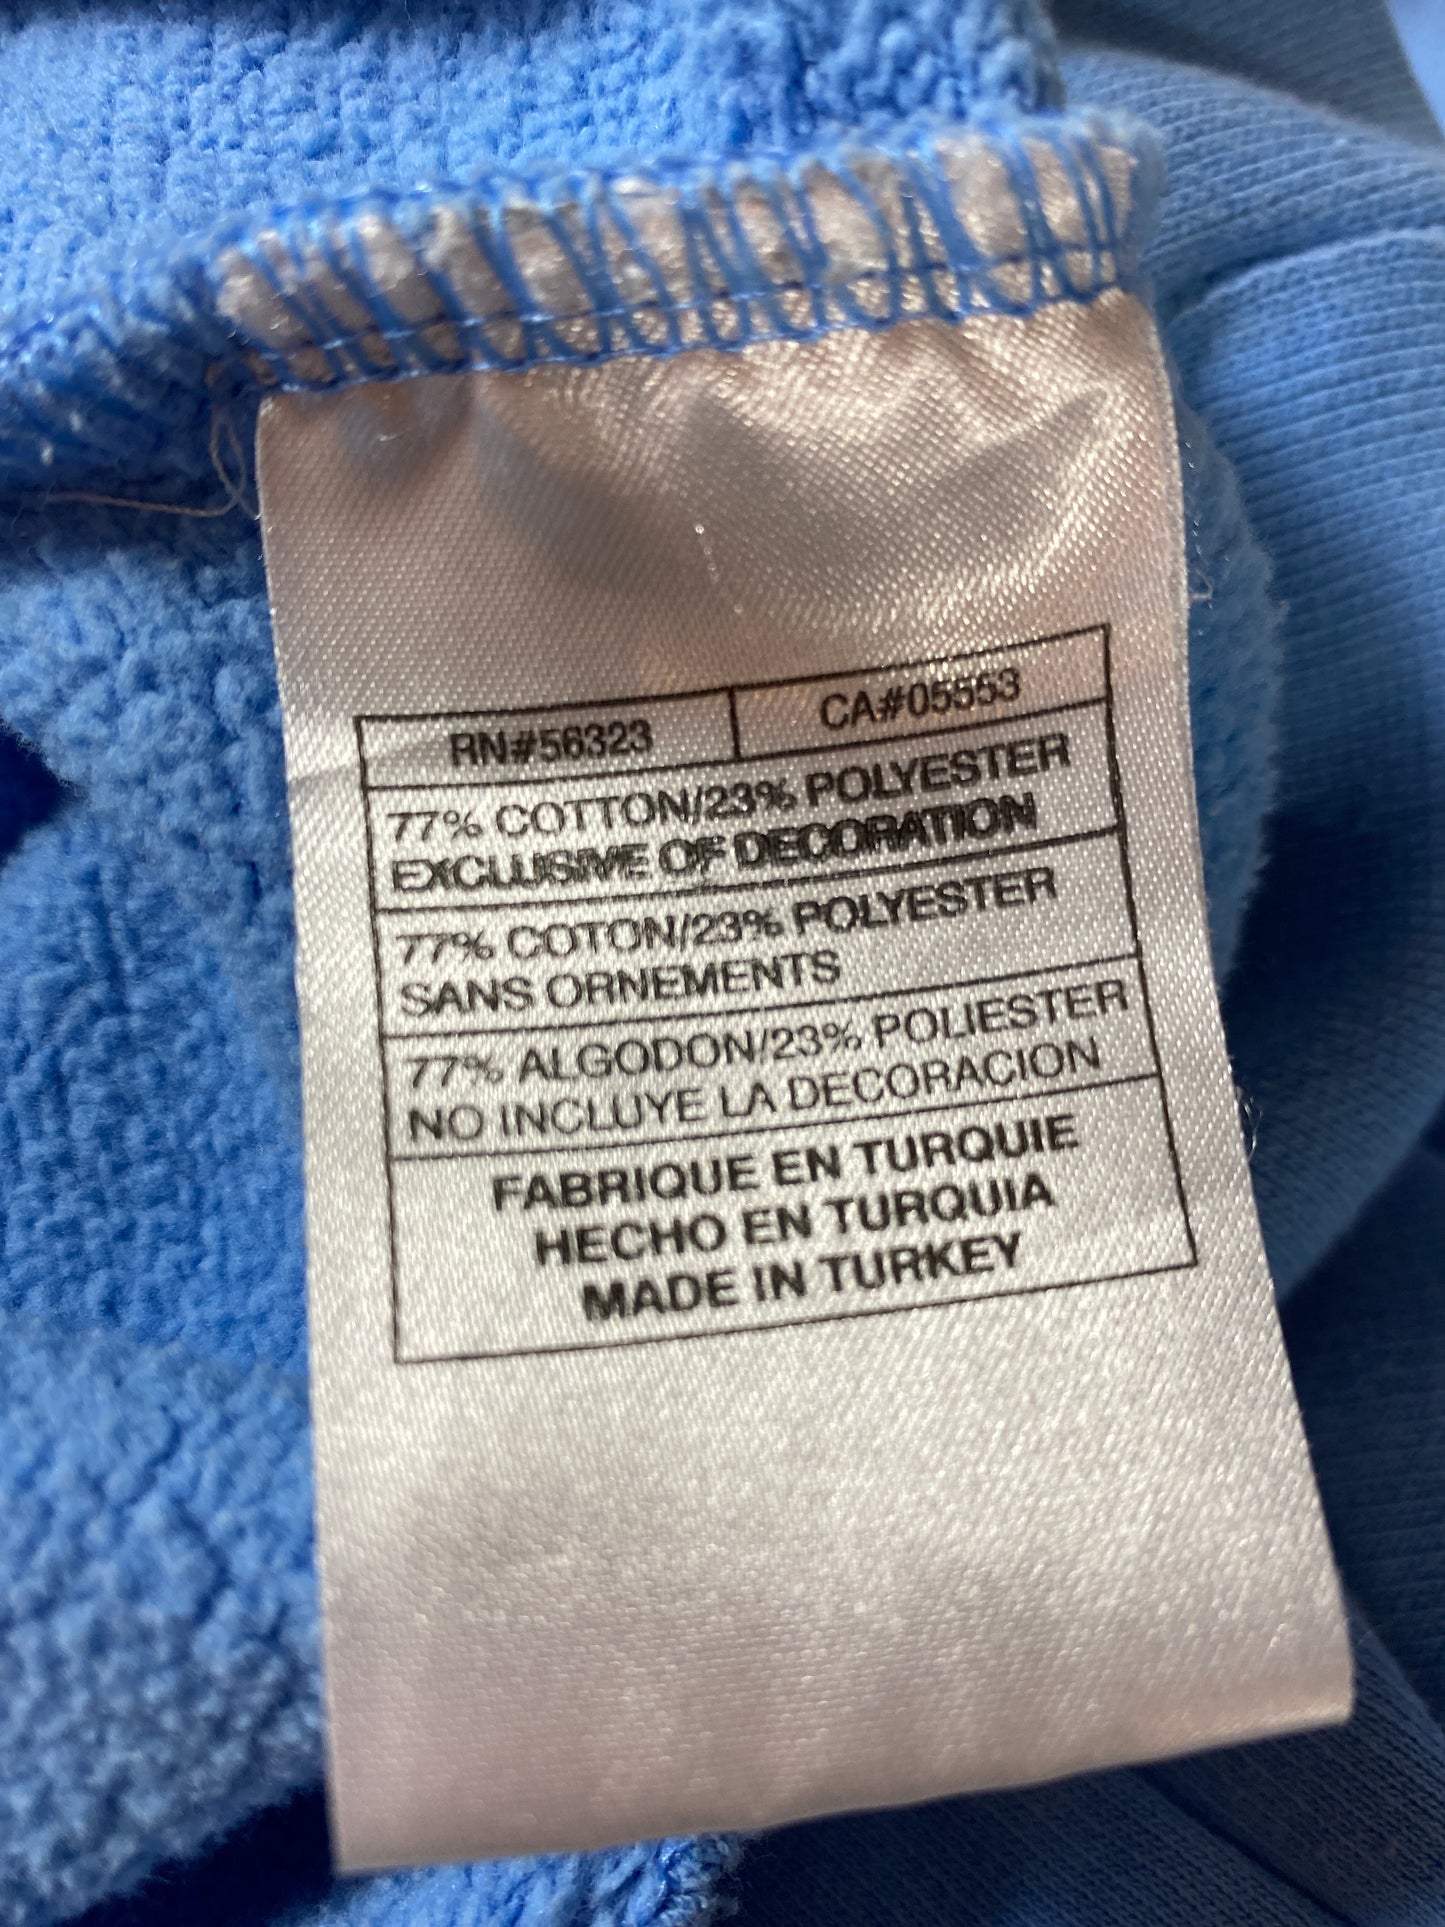 RN#56323 CA#05553
77% COTTON/23% POLYESTER
EXCLUSIVE OF DECORATION
77% COTON/23% POLYESTER
SANS ORNEMENTS
77% ALGODON/23% POLIESTER
NO INCLUYE LA DECORACION
FABRIQUE EN TURQUIE
HECHO EN TURQUIA
MADE IN TURKEY